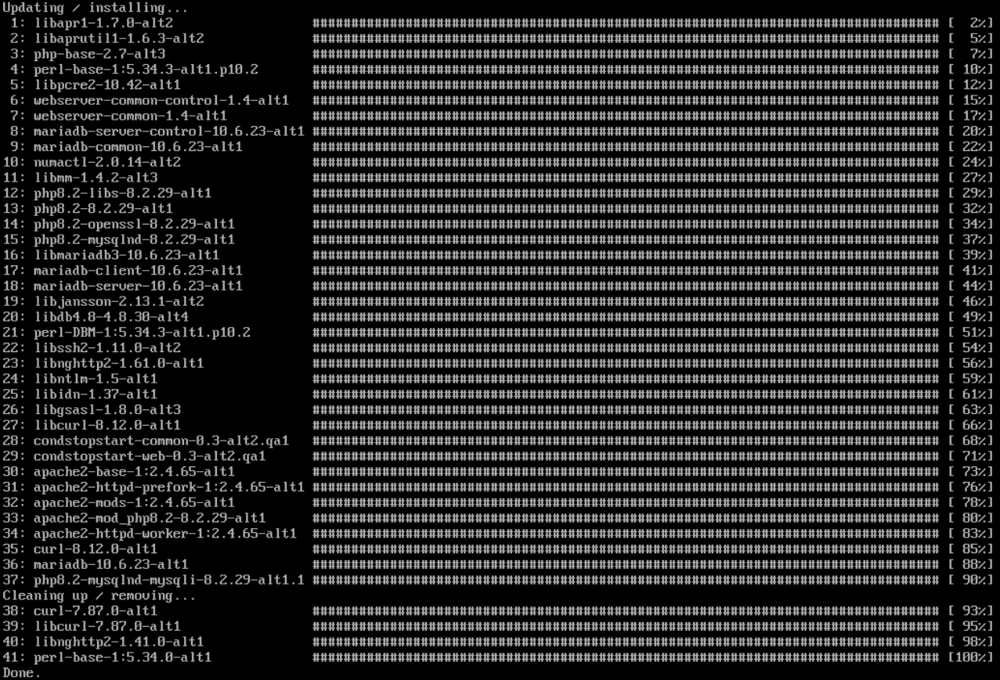 Updating / installing...
 1: libapr1-1.7.0-alt2                ################################################################################# [  2%]
 2: libaprutil1-1.6.3-alt2            ################################################################################# [  5%]
 3: php-base-2.7-alt3                 ################################################################################# [  7%]
 4: perl-base-1:5.34.3-alt1.p10.2     ################################################################################# [ 10%]
 5: libpcre2-10.42-alt1               ################################################################################# [ 12%]
 6: webserver-common-control-1.4-alt1 ################################################################################# [ 15%]
 7: webserver-common-1.4-alt1         ################################################################################# [ 17%]
 8: mariadb-server-control-10.6.23-alt1 ################################################################################# [ 20%]
 9: mariadb-common-10.6.23-alt1       ################################################################################# [ 22%]
10: numactl-2.0.14-alt2               ################################################################################# [ 24%]
11: libmm-1.4.2-alt3                  ################################################################################# [ 27%]
12: php8.2-libs-8.2.29-alt1           ################################################################################# [ 29%]
13: php8.2-8.2.29-alt1                ################################################################################# [ 32%]
14: php8.2-openssl-8.2.29-alt1        ################################################################################# [ 34%]
15: php8.2-mysqlnd-8.2.29-alt1        ################################################################################# [ 37%]
16: libmariadb3-10.6.23-alt1          ################################################################################# [ 39%]
17: mariadb-client-10.6.23-alt1       ################################################################################# [ 41%]
18: mariadb-server-10.6.23-alt1       ################################################################################# [ 44%]
19: libjansson-2.13.1-alt2            ################################################################################# [ 46%]
20: libdb4.8-4.8.30-alt4              ################################################################################# [ 49%]
21: perl-DBM-1:5.34.3-alt1.p10.2      ################################################################################# [ 51%]
22: libssh2-1.11.0-alt2               ################################################################################# [ 54%]
23: libnghttp2-1.61.0-alt1            ################################################################################# [ 56%]
24: libntlm-1.5-alt1                  ################################################################################# [ 59%]
25: libidn-1.37-alt1                  ################################################################################# [ 61%]
26: libgsasl-1.8.0-alt3               ################################################################################# [ 63%]
27: libcurl-8.12.0-alt1               ################################################################################# [ 66%]
28: condstopstart-common-0.3-alt2.qa1 ################################################################################# [ 68%]
29: condstopstart-web-0.3-alt2.qa1    ################################################################################# [ 71%]
30: apache2-base-1:2.4.65-alt1        ################################################################################# [ 73%]
31: apache2-httpd-prefork-1:2.4.65-alt1 ################################################################################# [ 76%]
32: apache2-mods-1:2.4.65-alt1        ################################################################################# [ 78%]
33: apache2-mod_php8.2-8.2.29-alt1    ################################################################################# [ 80%]
34: apache2-httpd-worker-1:2.4.65-alt1 ################################################################################# [ 83%]
35: curl-8.12.0-alt1                  ################################################################################# [ 85%]
36: mariadb-10.6.23-alt1              ################################################################################# [ 88%]
37: php8.2-mysqlnd-mysqli-8.2.29-alt1.1 ################################################################################# [ 90%]
Cleaning up / removing...
38: curl-7.87.0-alt1                  ################################################################################# [ 93%]
39: libcurl-7.87.0-alt1               ################################################################################# [ 95%]
40: libnghttp2-1.41.0-alt1            ################################################################################# [ 98%]
41: perl-base-1:5.34.0-alt1           ################################################################################# [100%]
Done.